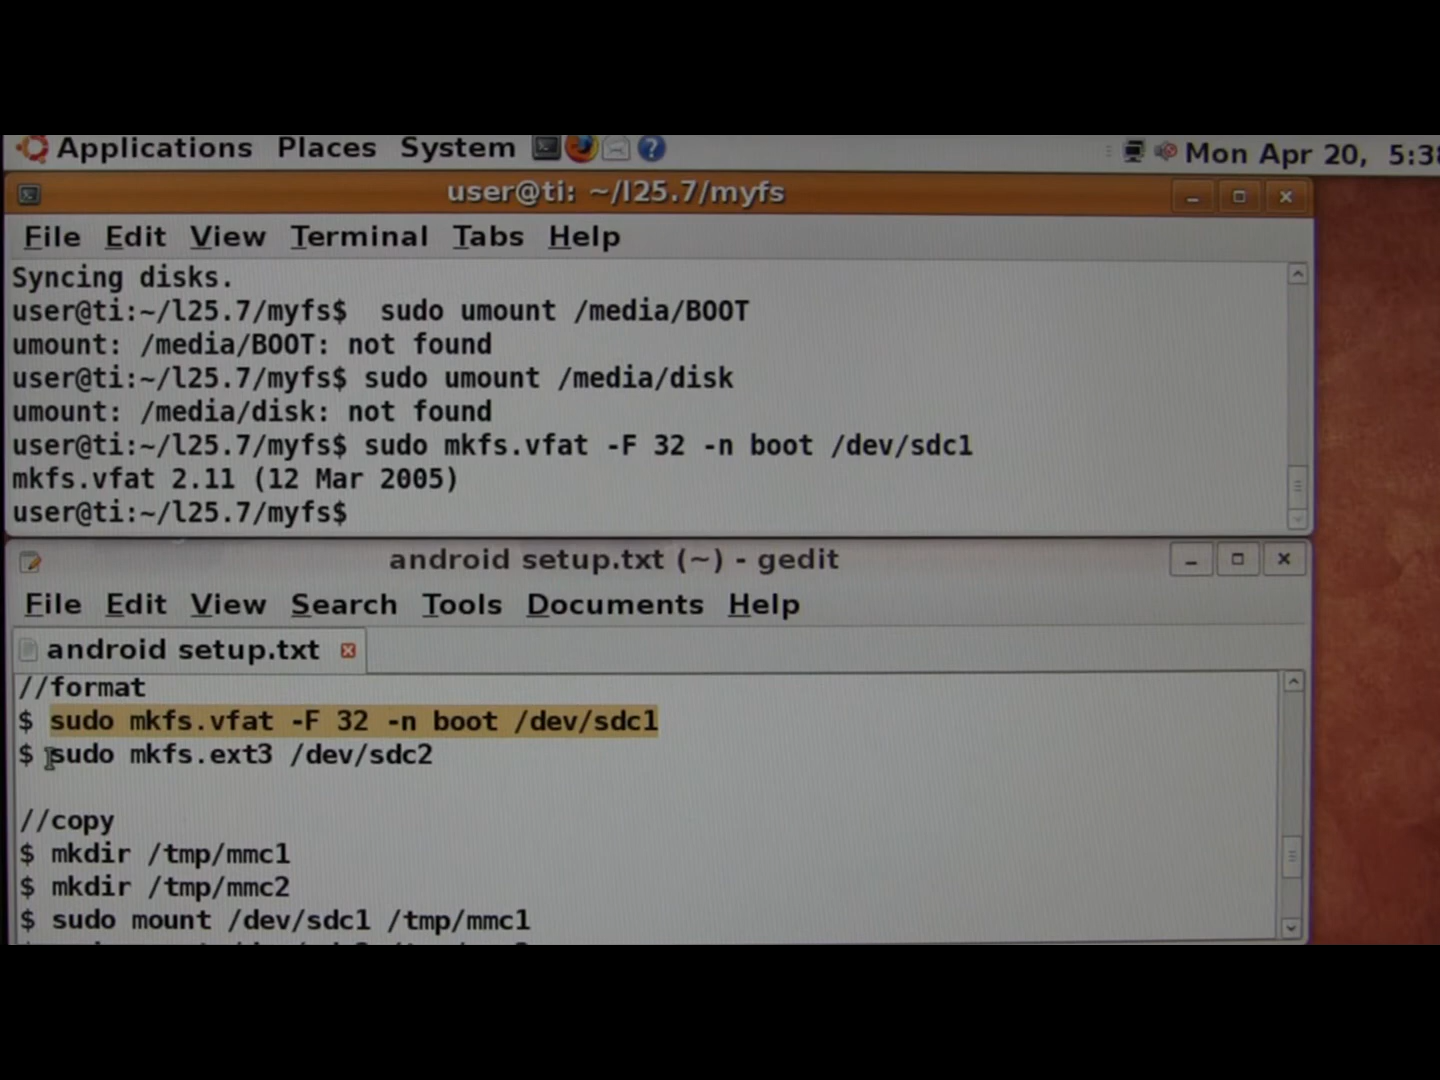 Applications Places System
Mon Apr 20, 5:38
user@ti: ~/l25.7/myfs
File Edit View Terminal Tabs Help
Syncing disks.
user@ti:~/l25.7/myfs$  sudo umount /media/BOOT
umount: /media/BOOT: not found
user@ti:~/l25.7/myfs$ sudo umount /media/disk
umount: /media/disk: not found
user@ti:~/l25.7/myfs$ sudo mkfs.vfat -F 32 -n boot /dev/sdc1
mkfs.vfat 2.11 (12 Mar 2005)
user@ti:~/l25.7/myfs$
android setup.txt (~) - gedit
File Edit View Search Tools Documents Help
android setup.txt
//format
$ sudo mkfs.vfat -F 32 -n boot /dev/sdc1
$ sudo mkfs.ext3 /dev/sdc2
//copy
$ mkdir /tmp/mmc1
$ mkdir /tmp/mmc2
$ sudo mount /dev/sdc1 /tmp/mmc1